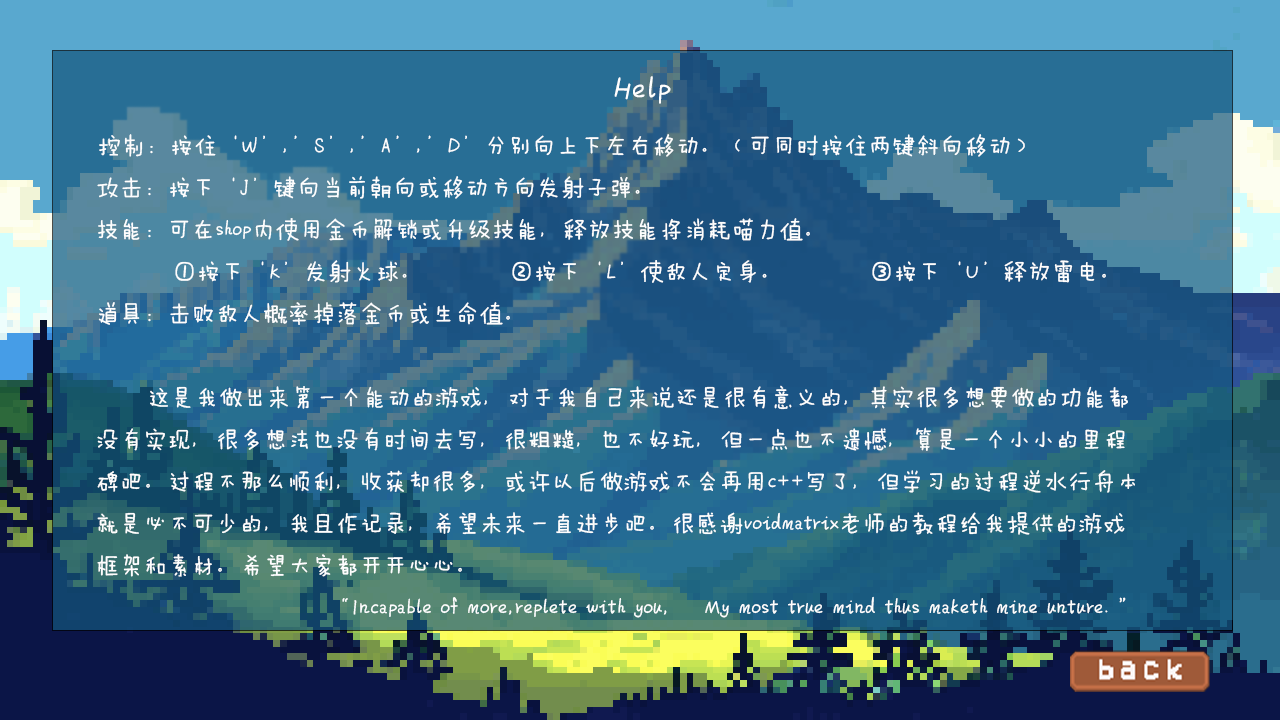 Help
控制：按住 'W' , 'S' , 'A' , 'D' 分别向上下左右移动。（可同时按住两键斜向移动）
攻击：按下 'J' 键向当前朝向或移动方向发射子弹。
技能：可在shop内使用金币解锁或升级技能，释放技能将消耗喵力值。
①按下 'K' 发射火球。 ②按下 'L' 使敌人定身。 ③按下 'U' 释放雷电。
道具：击败敌人概率掉落金币或生命值。
这是我做出来第一个能动的游戏，对于我自己来说还是很有意义的，其实很多想要做的功能都
没有实现，很多想法也没有时间去写，很粗糙，也不好玩，但一点也不遗憾，算是一个小小的里程
碑吧。过程不那么顺利，收获却很多，或许以后做游戏不会再用c++写了，但学习的过程逆水行舟本
就是必不可少的，我且作记录，希望未来一直进步吧。很感谢voidmatrix老师的教程给我提供的游戏
框架和素材。希望大家都开开心心。
“Incapable of more,replete with you, My most true mind thus maketh mine unture. ”
back